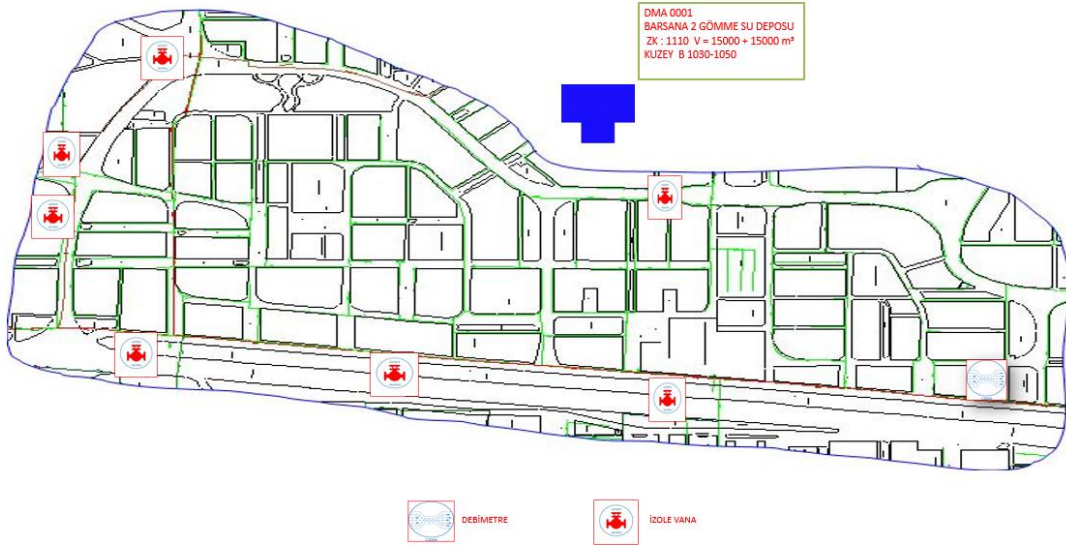 DMA 0001
BARSANA 2 GÖMME SU DEPOSU
ZK : 1110 V = 15000 + 15000 m³
KUZEY B 1030-1050
DEBİMETRE
İZOLE VANA